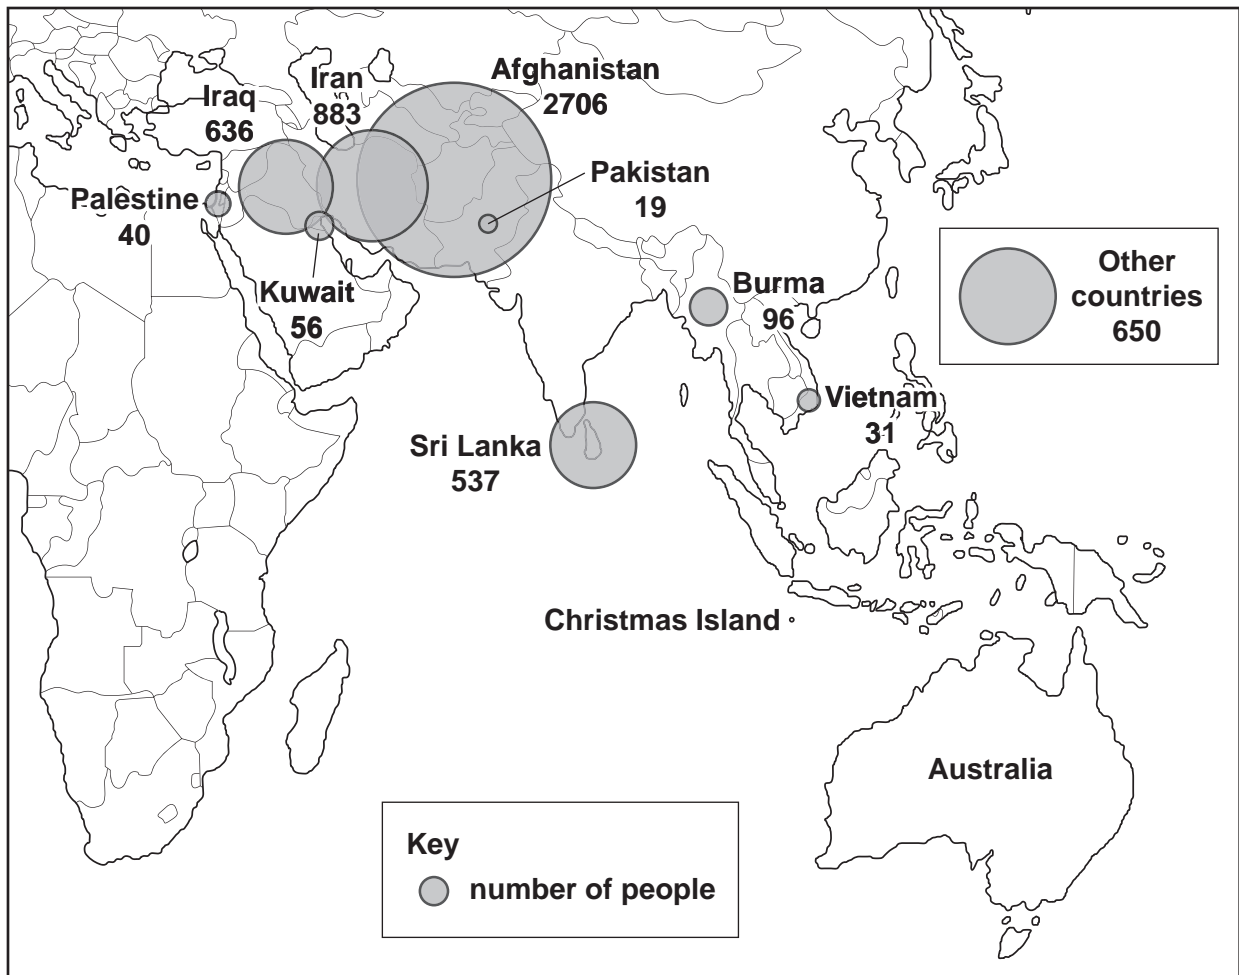 Afghanistan
2706
Iran
883
Iraq
636
Pakistan
19
Palestine
40
Kuwait
56
Burma
96
Other
countries
650
Vietnam
31
Sri Lanka
537
Christmas Island
Australia
Key
number of people